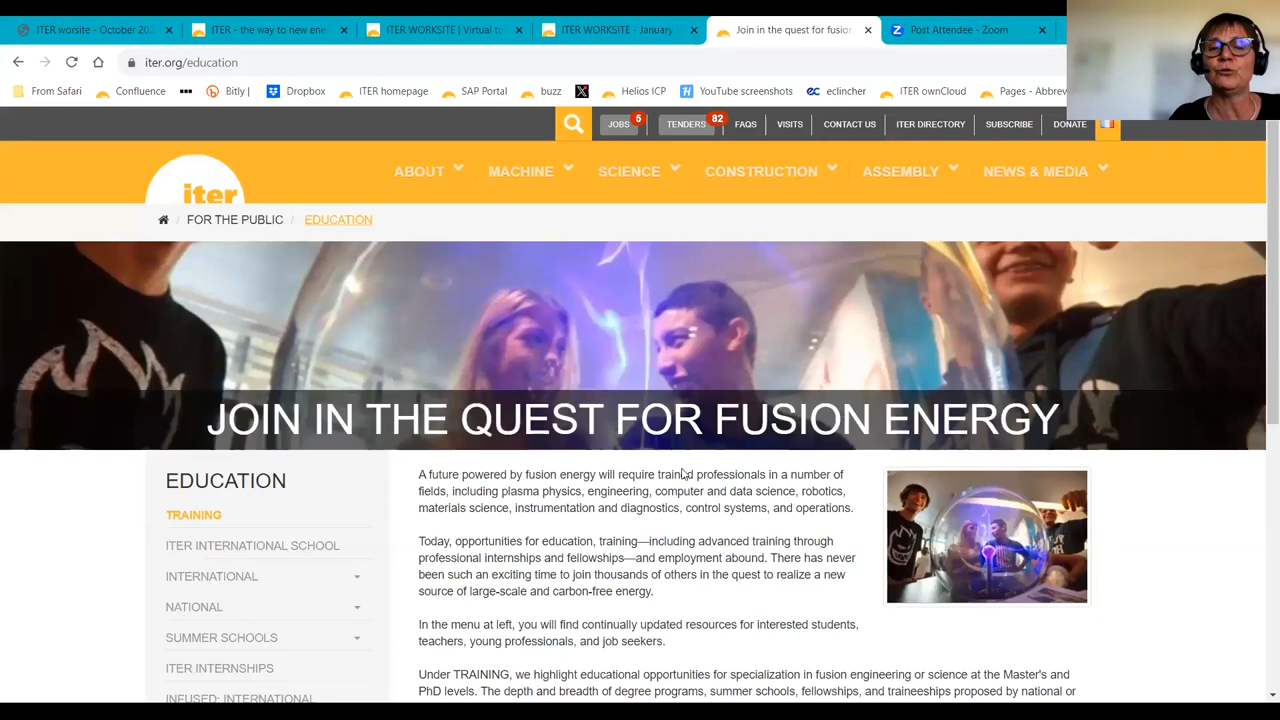 ITER worsite - October 20
ITER - the way to new ene
ITER WORKSITE | Virtual to
ITER WORKSITE - January
Join in the quest for fusion
Post Attendee - Zoom
iter.org/education
From Safari
Confluence
Bitly |
Dropbox
ITER homepage
SAP Portal
buzz
X
Helios ICP
YouTube screenshots
eclincher
ITER ownCloud
Pages - Abbrev
JOBS 5
TENDERS 82
FAQS
VISITS
CONTACT US
ITER DIRECTORY
SUBSCRIBE
DONATE
iter
ABOUT
MACHINE
SCIENCE
CONSTRUCTION
ASSEMBLY
NEWS & MEDIA
/ FOR THE PUBLIC / EDUCATION
JOIN IN THE QUEST FOR FUSION ENERGY
EDUCATION
TRAINING
ITER INTERNATIONAL SCHOOL
INTERNATIONAL
NATIONAL
SUMMER SCHOOLS
ITER INTERNSHIPS
INFUSED: INTERNATIONAL
A future powered by fusion energy will require trained professionals in a number of
fields, including plasma physics, engineering, computer and data science, robotics,
materials science, instrumentation and diagnostics, control systems, and operations.
Today, opportunities for education, training—including advanced training through
professional internships and fellowships—and employment abound. There has never
been such an exciting time to join thousands of others in the quest to realize a new
source of large-scale and carbon-free energy.
In the menu at left, you will find continually updated resources for interested students,
teachers, young professionals, and job seekers.
Under TRAINING, we highlight educational opportunities for specialization in fusion engineering or science at the Master's and
PhD levels. The depth and breadth of degree programs, summer schools, fellowships, and traineeships proposed by national or